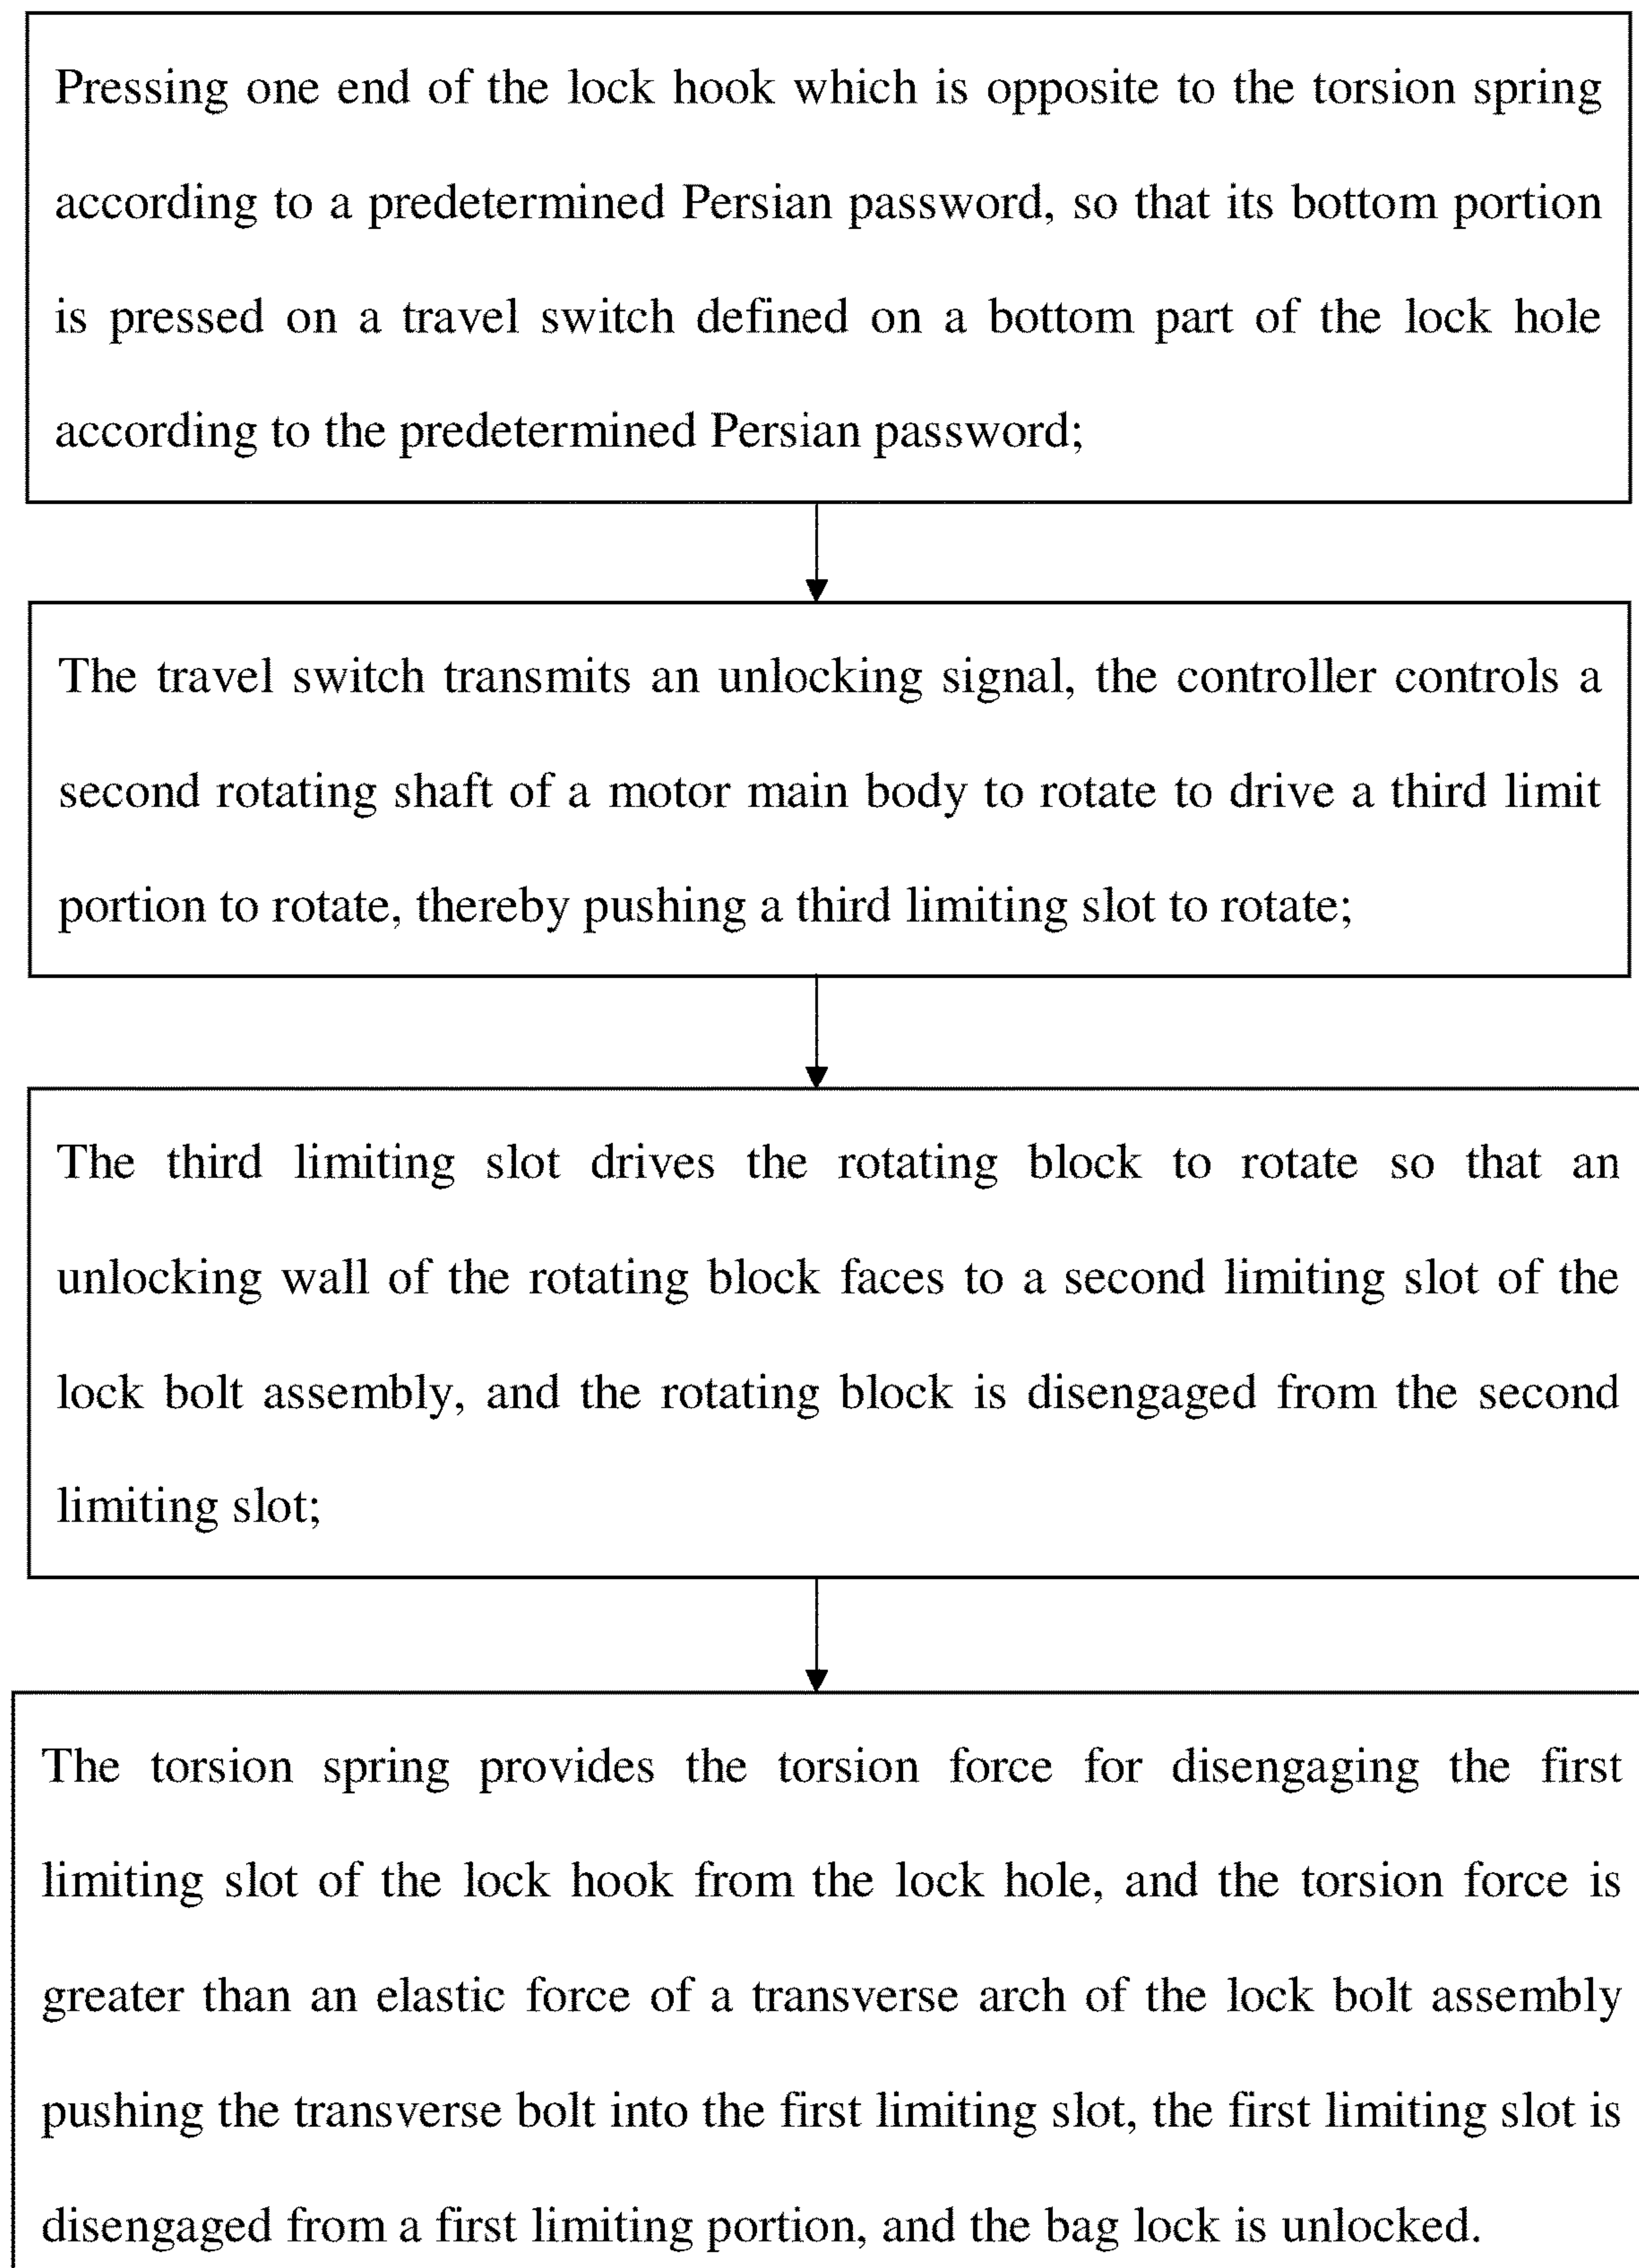 Pressing one end of the lock hook which is opposite to the torsion spring
according to a predetermined Persian password, so that its bottom portion
is pressed on a travel switch defined on a bottom part of the lock hole
according to the predetermined Persian password;
The travel switch transmits an unlocking signal, the controller controls a
second rotating shaft of a motor main body to rotate to drive a third limit
portion to rotate, thereby pushing a third limiting slot to rotate;
The third limiting slot drives the rotating block to rotate so that an
unlocking wall of the rotating block faces to a second limiting slot of the
lock bolt assembly, and the rotating block is disengaged from the second
limiting slot;
The torsion spring provides the torsion force for disengaging the first
limiting slot of the lock hook from the lock hole, and the torsion force is
greater than an elastic force of a transverse arch of the lock bolt assembly
pushing the transverse bolt into the first limiting slot, the first limiting slot is
disengaged from a first limiting portion, and the bag lock is unlocked.